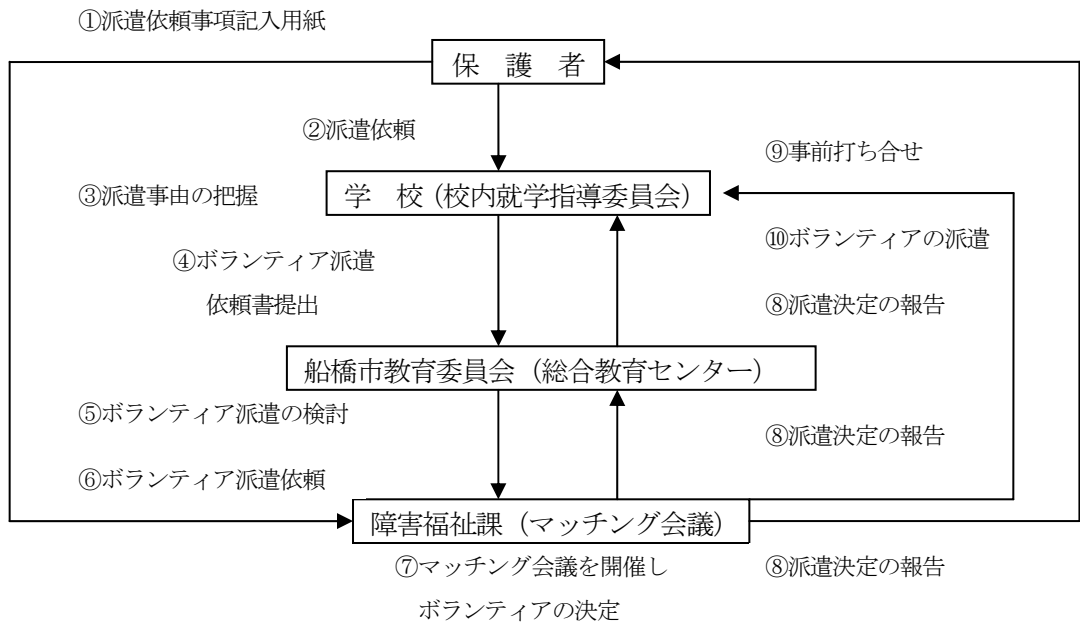 ①派遣依頼事項記入用紙
保　護　者
②派遣依頼
⑨事前打ち合せ
③派遣事由の把握
学　校（校内就学指導委員会）
⑩ボランティアの派遣
④ボランティア派遣
依頼書提出
⑧派遣決定の報告
船橋市教育委員会（総合教育センター）
⑤ボランティア派遣の検討
⑧派遣決定の報告
⑥ボランティア派遣依頼
障害福祉課（マッチング会議）
⑦マッチング会議を開催し
ボランティアの決定
⑧派遣決定の報告